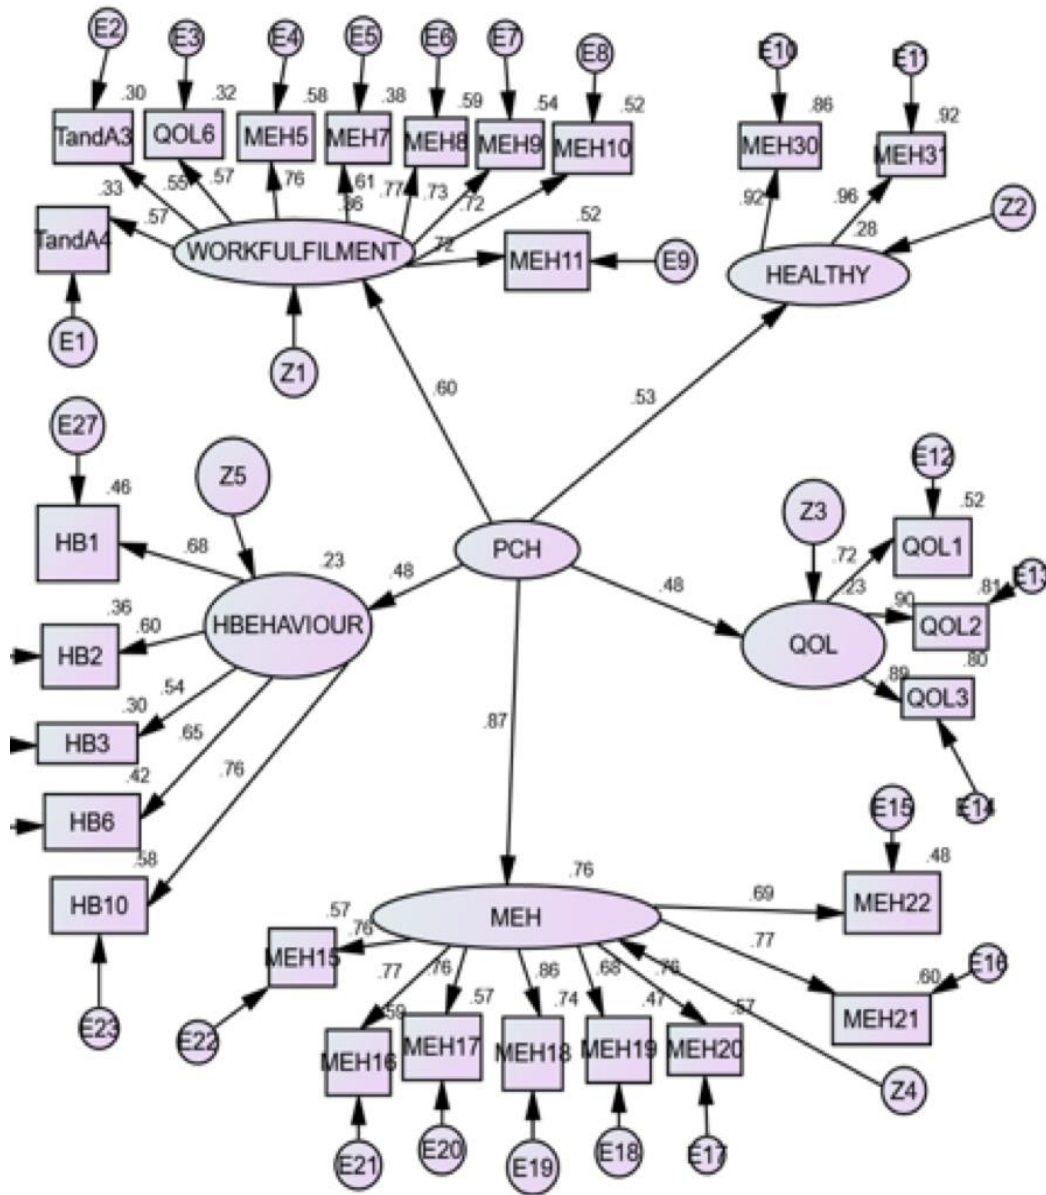 E2 E3 E4 E5 E6 E7 E8 E10 E11
.30 .32 .58 .38 .59 .54 .52 .86 .92
TandA3 QOL6 MEH5 MEH7 MEH8 MEH9 MEH10 MEH30 MEH31
.33 .55 .57 .76 .61 .77 .73 .72 .92 .96
TandA4 .57 .36 .72 .52 .28 Z2
WORKFULFILMENT MEH11 E9 HEALTHY
E1 Z1
.60 .53
E27 Z5 Z3 E12
.46 .52
HB1 .68 PCH .72 QOL1
.23 .48 .48 .23 .81 E13
.36 .60 HBEHAVIOUR QOL .90 QOL2
HB2 .80
.30 .54 .89 QOL3
HB3 .65 .87
.42 .76 E15 E14
HB6
.58 .76 .48
HB10 .57 MEH .69 MEH22
.76 .77
MEH15 .77 .76 .86 .68 .76 .60 E16
.59 .57 .74 .47 .57 MEH21
E23 E22 MEH16 MEH17 MEH18 MEH19 MEH20
Z4
E21 E20 E19 E18 E17